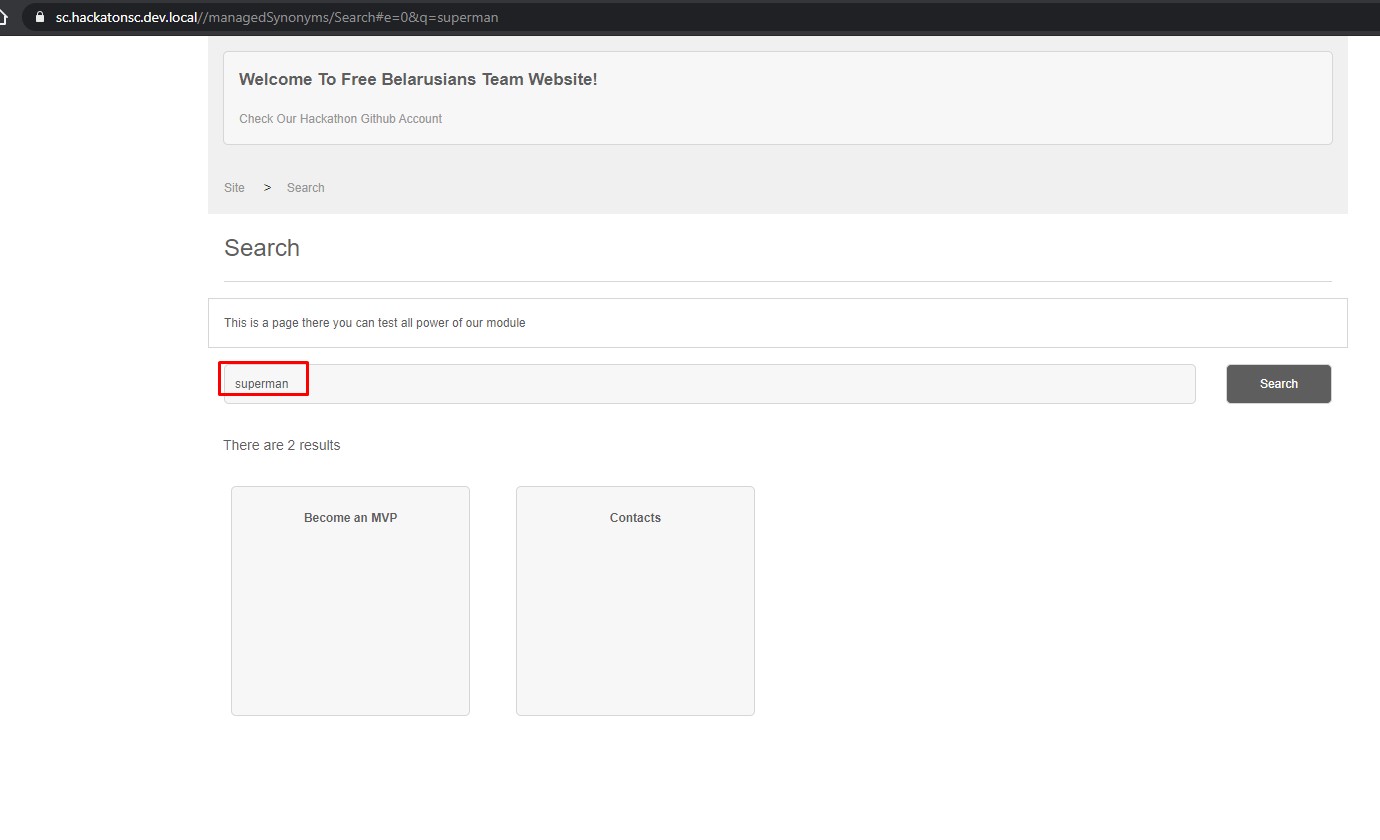 sc.hackatonsc.dev.local//managedSynonyms/Search#e=0&q=superman
Welcome To Free Belarusians Team Website!
Check Our Hackathon Github Account
Site > Search
Search
This is a page there you can test all power of our module
superman Search
There are 2 results
Become an MVP Contacts